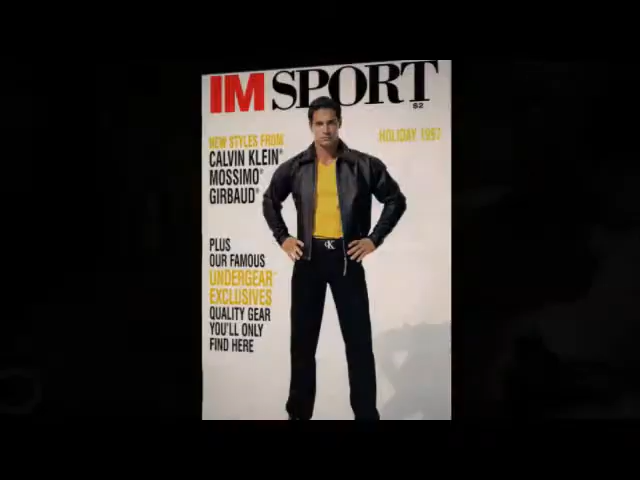 IM SPORT
$2
HOLIDAY 1997
NEW STYLES FROM
CALVIN KLEIN®
MOSSIMO®
GIRBAUD®
cK
PLUS
OUR FAMOUS
UNDERGEAR™
EXCLUSIVES
QUALITY GEAR
YOU'LL ONLY
FIND HERE